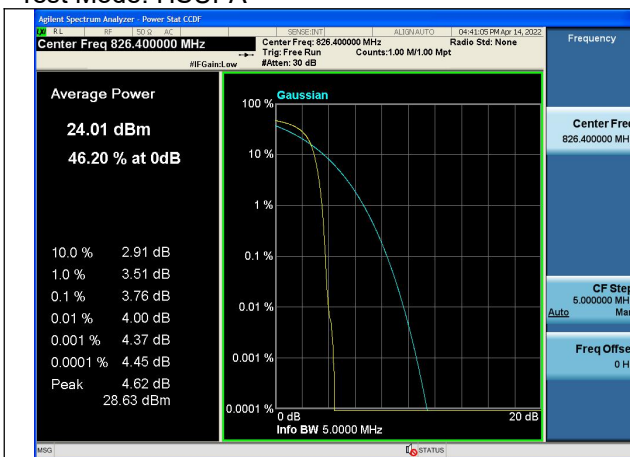 Test Mode: HSUPA
Agilent Spectrum Analyzer - Power Stat CCDF
RL RF 50 Ω AC SENSE:INT ALIGN AUTO 04:41:05 PM Apr 14, 2022
Center Freq 826.400000 MHz
Center Freq: 826.400000 MHz Radio Std: None
Trig: Free Run Counts:1.00 M/1.00 Mpt
#IFGain:Low #Atten: 30 dB
Frequency
Average Power
24.01 dBm
46.20 % at 0dB
10.0 % 2.91 dB
1.0 % 3.51 dB
0.1 % 3.76 dB
0.01 % 4.00 dB
0.001 % 4.37 dB
0.0001 % 4.45 dB
Peak 4.62 dB
28.63 dBm
Gaussian
100 %
10 %
1 %
0.1 %
0.01 %
0.001 %
0.0001 %
0 dB 20 dB
Info BW 5.0000 MHz
Center Fre
826.400000 MH
CF Step
5.000000 MH
Auto Ma
Freq Offse
0 H
MSG STATUS